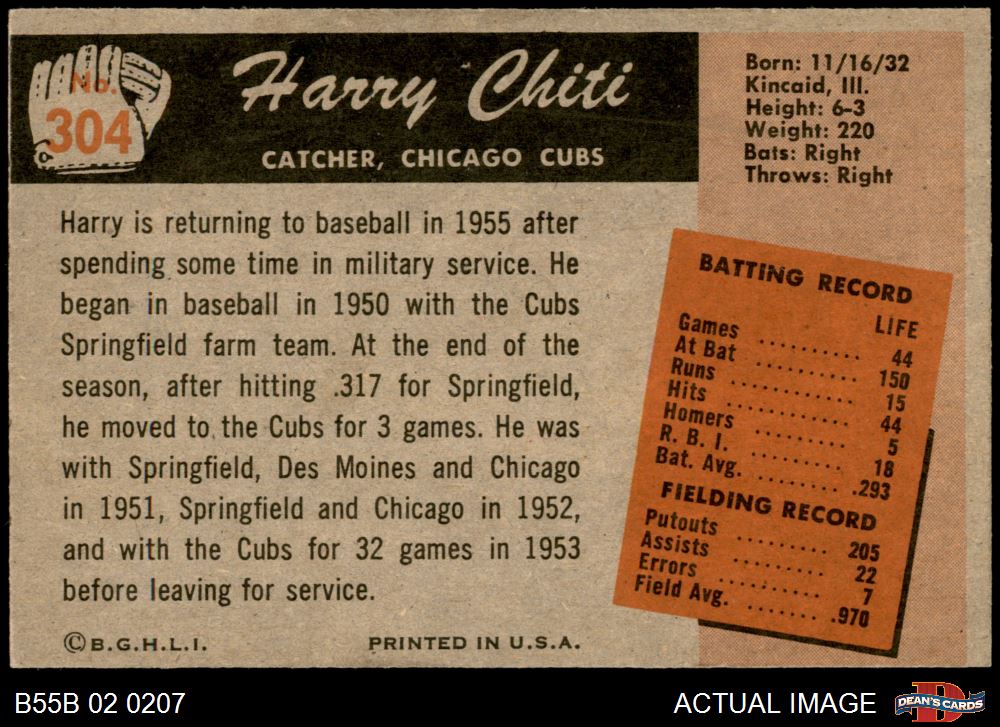 No.
304
Harry Chiti
CATCHER, CHICAGO CUBS
Born: 11/16/32
Kincaid, Ill.
Height: 6-3
Weight: 220
Bats: Right
Throws: Right
Harry is returning to baseball in 1955 after
spending some time in military service. He
began in baseball in 1950 with the Cubs
Springfield farm team. At the end of the
season, after hitting .317 for Springfield,
he moved to the Cubs for 3 games. He was
with Springfield, Des Moines and Chicago
in 1951, Springfield and Chicago in 1952,
and with the Cubs for 32 games in 1953
before leaving for service.
BATTING RECORD
LIFE
Games .......... 44
At Bat .......... 150
Runs .......... 15
Hits .......... 44
Homers .......... 5
R. B. I. .......... 18
Bat. Avg. .......... .293
FIELDING RECORD
Putouts ........ 205
Assists ........ 22
Errors ........ 7
Field Avg. ....... .970
© B.G.H.L.I.
PRINTED IN U.S.A.
B55B 02 0207
ACTUAL IMAGE
D
DEAN'S CARDS